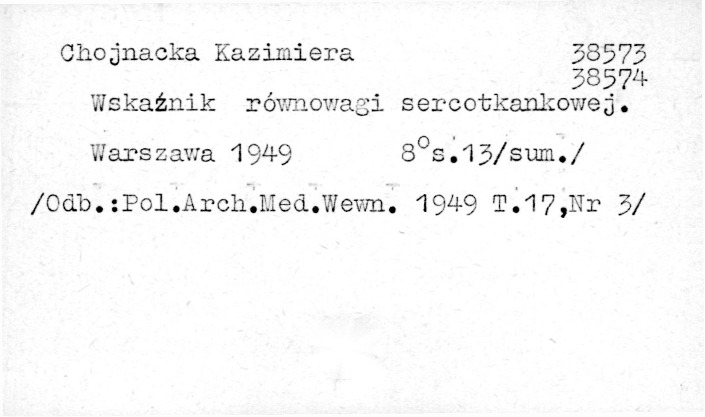 Chojnacka Kazimiera 38573
38574
Wskaźnik równowagi sercotkankowej.
Warszawa 1949 8°s.13/sum./
/Odb.:Pol.Arch.Med.Wewn. 1949 T.17,Nr 3/